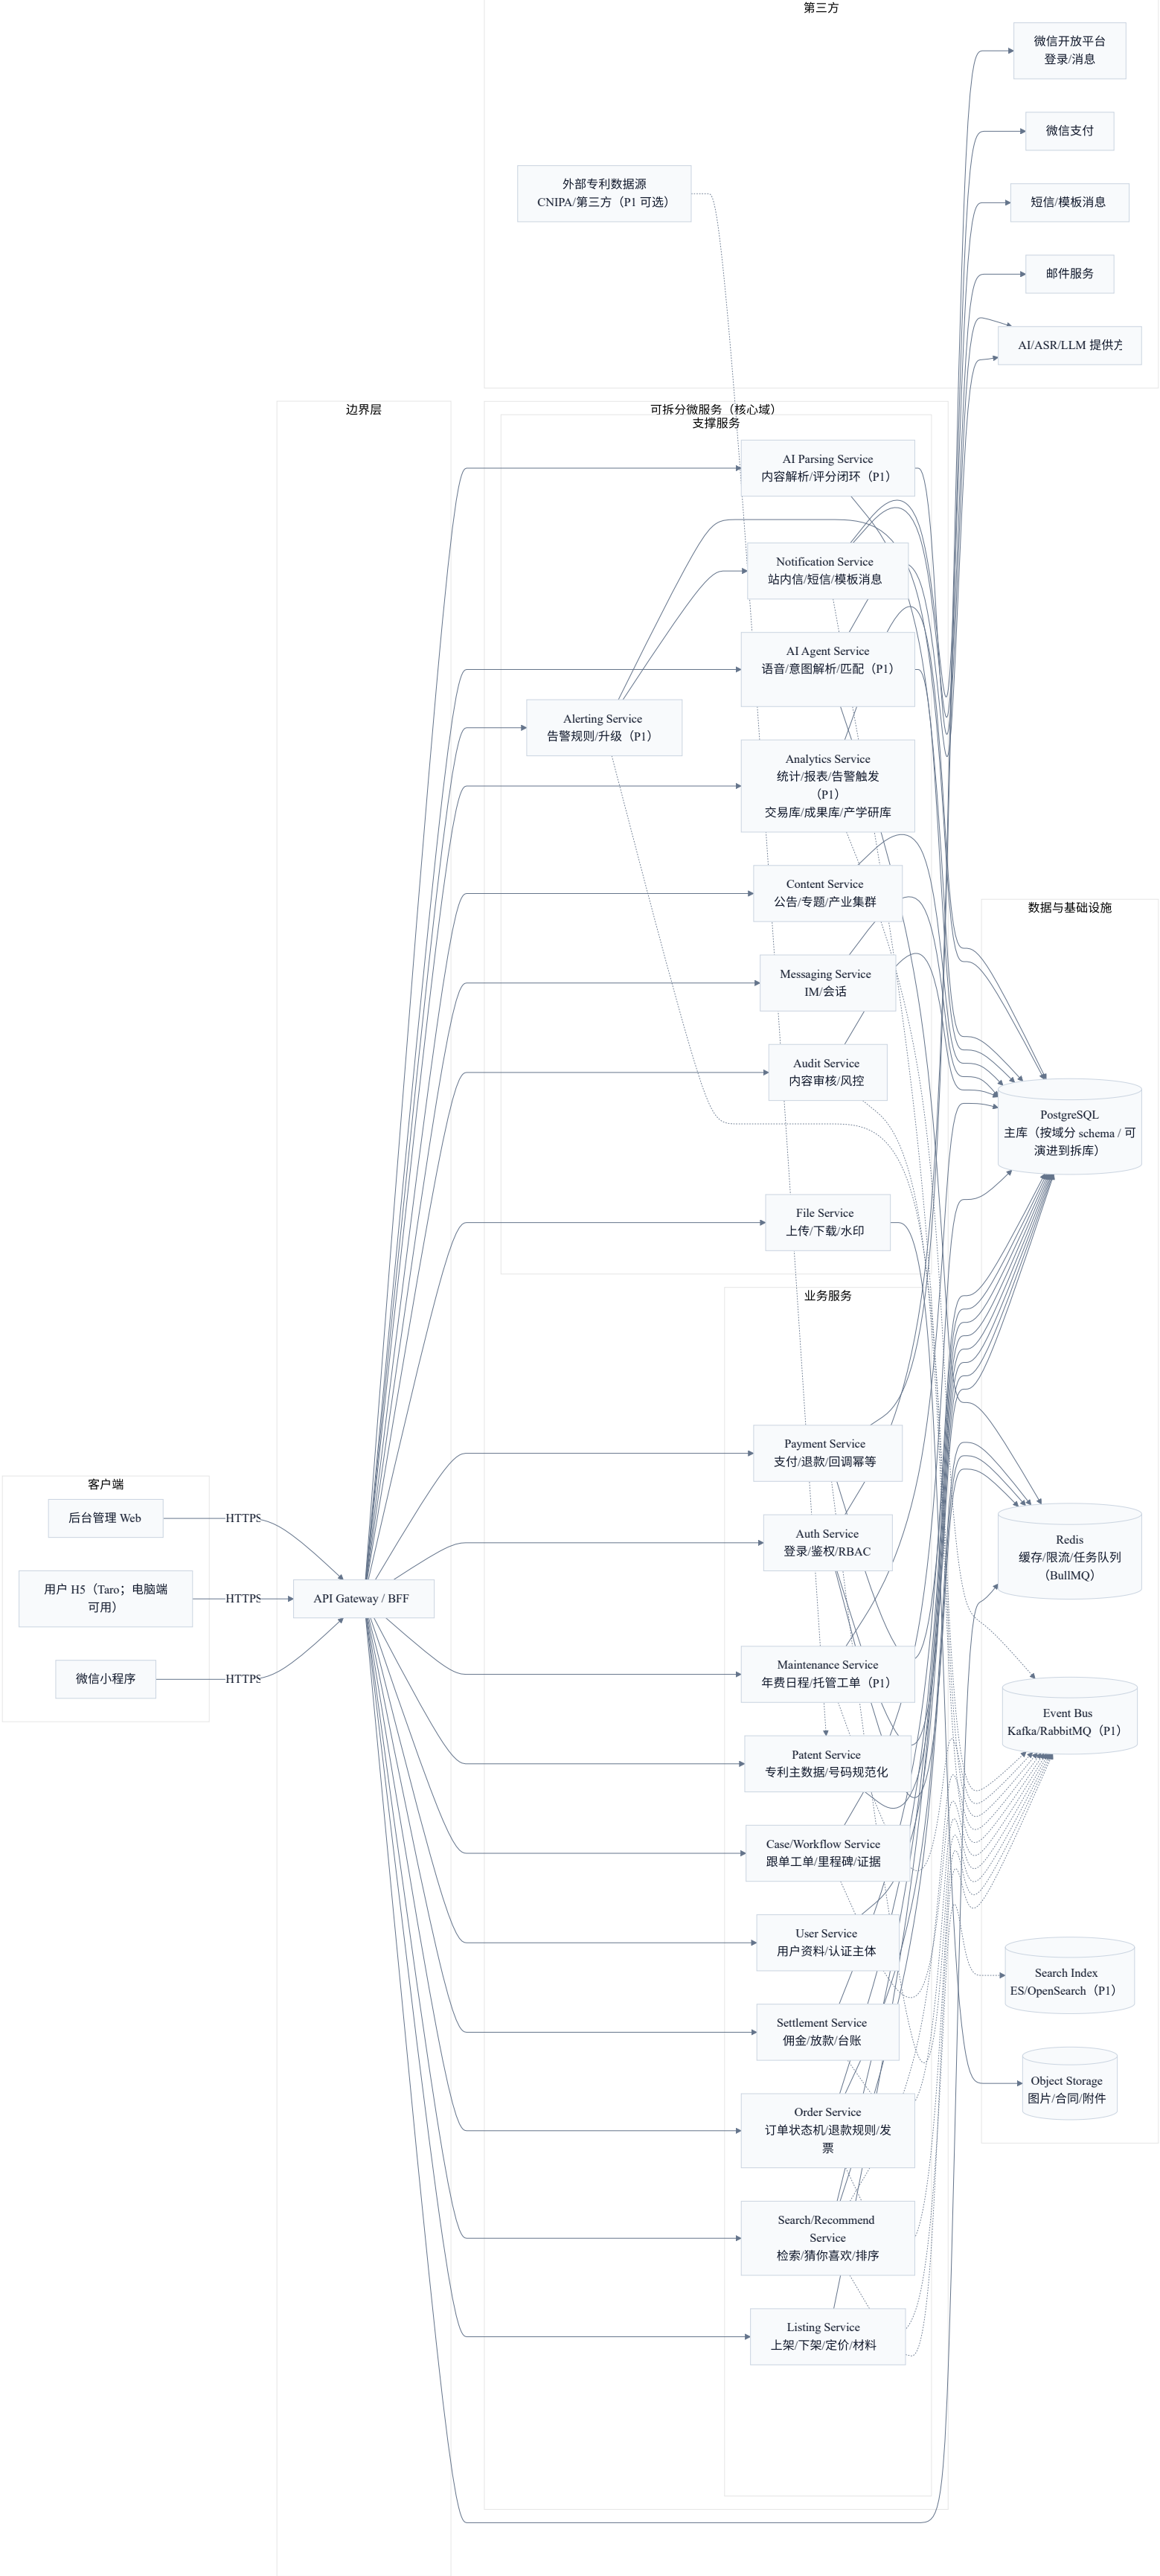 第三方
微信开放平台
登录/消息
微信支付
外部专利数据源
CNIPA/第三方（P1 可选）
短信/模板消息
邮件服务
AI/ASR/LLM 提供方
边界层
可拆分微服务（核心域）
支撑服务
AI Parsing Service
内容解析/评分闭环（P1）
Notification Service
站内信/短信/模板消息
AI Agent Service
语音/意图解析/匹配（P1）
Alerting Service
告警规则/升级（P1）
Analytics Service
统计/报表/告警触发
（P1）
交易库/成果库/产学研库
Content Service
公告/专题/产业集群
数据与基础设施
Messaging Service
IM/会话
Audit Service
内容审核/风控
PostgreSQL
主库（按域分 schema / 可
演进到拆库）
File Service
上传/下载/水印
业务服务
Payment Service
支付/退款/回调幂等
客户端
后台管理 Web
HTTPS
Auth Service
登录/鉴权/RBAC
Redis
缓存/限流/任务队列
（BullMQ）
用户 H5（Taro；电脑端
可用）
HTTPS
API Gateway / BFF
微信小程序
HTTPS
Maintenance Service
年费日程/托管工单（P1）
Event Bus
Kafka/RabbitMQ（P1）
Patent Service
专利主数据/号码规范化
Case/Workflow Service
跟单工单/里程碑/证据
User Service
用户资料/认证主体
Search Index
ES/OpenSearch（P1）
Settlement Service
佣金/放款/台账
Object Storage
图片/合同/附件
Order Service
订单状态机/退款规则/发
票
Search/Recommend
Service
检索/猜你喜欢/排序
Listing Service
上架/下架/定价/材料